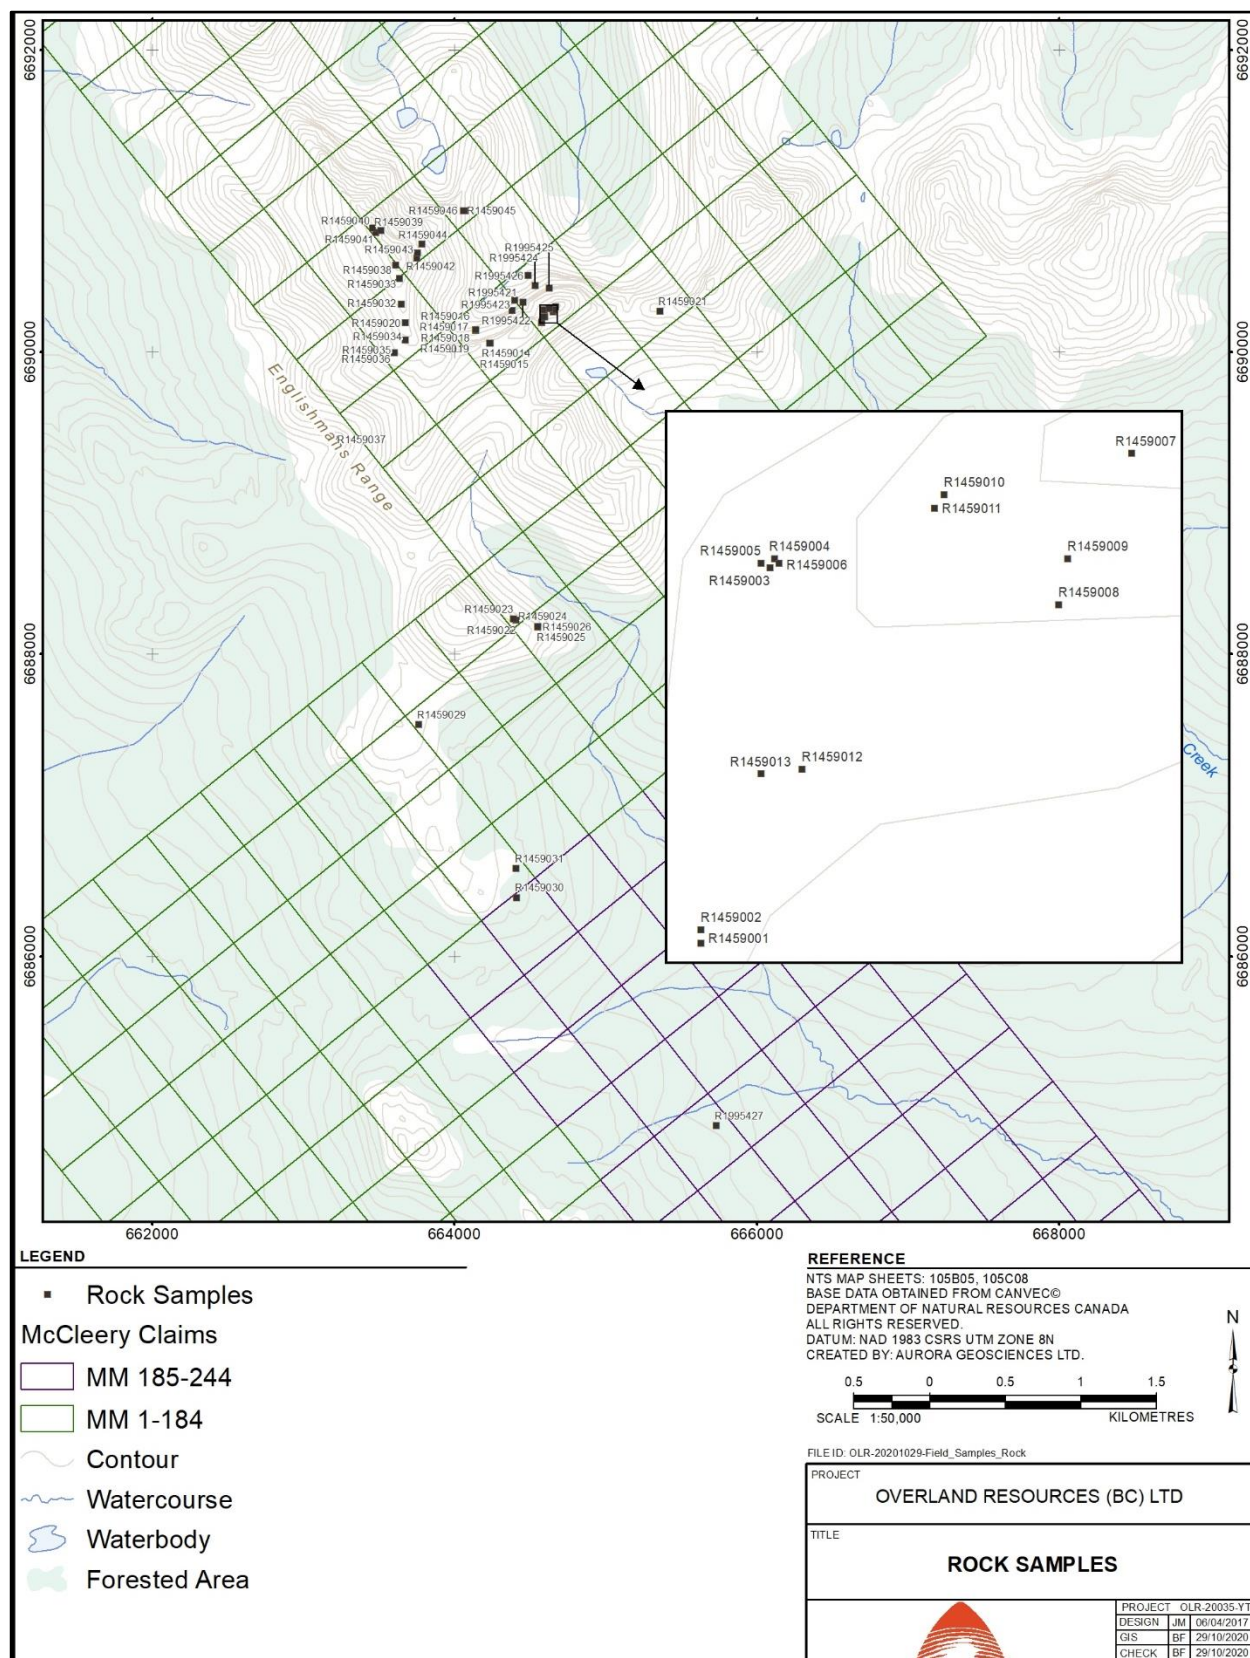 6692000
6692000
R1459046
R1459045
R1459040
R1459039
R1459041
R1459044
R1459043
R1995425
R1995424
R1459038
R1459042
R1459033
R1995426
R1995421
R1459032
R1995423
R1459021
R1459016
R1995422
R1459020
R1459017
R1459034
R1459018
R1459035
R1459019
R1459014
R1459036
R1459015
6690000
6690000
Englishmans Range
R1459037
R1459007
R1459010
R1459011
R1459005
R1459004
R1459009
R1459006
R1459003
R1459008
R1459023
R1459024
R1459022
R1459026
R1459025
6688000
6688000
R1459029
Creek
R1459013
R1459012
R1459031
R1459030
R1459002
R1459001
6686000
6686000
R1995427
662000
664000
666000
668000
LEGEND
Rock Samples
McCleery Claims
MM 185-244
MM 1-184
Contour
Watercourse
Waterbody
Forested Area
REFERENCE
NTS MAP SHEETS: 105B05, 105C08
BASE DATA OBTAINED FROM CANVEC©
DEPARTMENT OF NATURAL RESOURCES CANADA
ALL RIGHTS RESERVED.
DATUM: NAD 1983 CSRS UTM ZONE 8N
CREATED BY: AURORA GEOSCIENCES LTD.
N
0.5 0 0.5 1 1.5
SCALE 1:50,000 KILOMETRES
FILE ID: OLR-20201029-Field_Samples_Rock
PROJECT
OVERLAND RESOURCES (BC) LTD
TITLE
ROCK SAMPLES
PROJECT OLR-20035-YT
DESIGN JM 06/04/2017
GIS BF 29/10/2020
CHECK BF 29/10/2020